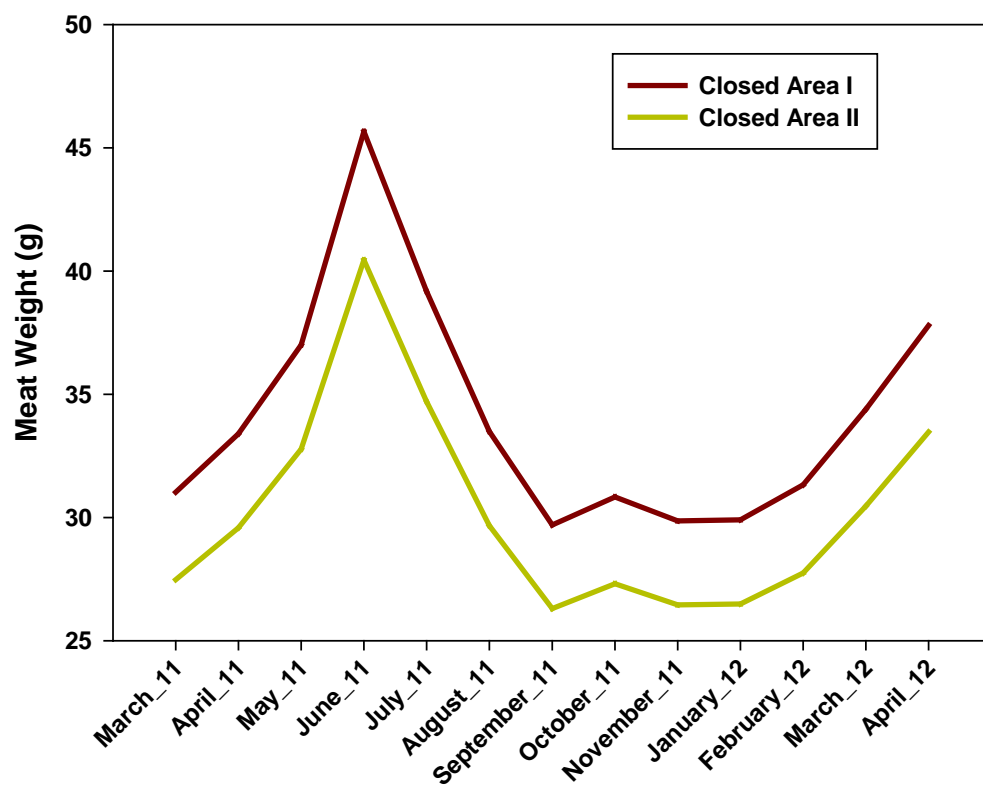 50
45
40
35
30
25
Meat Weight (g)
Closed Area I
Closed Area II
March_11
April_11
May_11
June_11
July_11
August_11
September_11
October_11
November_11
January_12
February_12
March_12
April_12